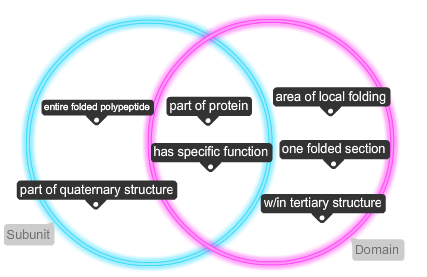 entire folded polypeptide
part of quaternary structure
Subunit
part of protein
has specific function
area of local folding
one folded section
w/in tertiary structure
Domain